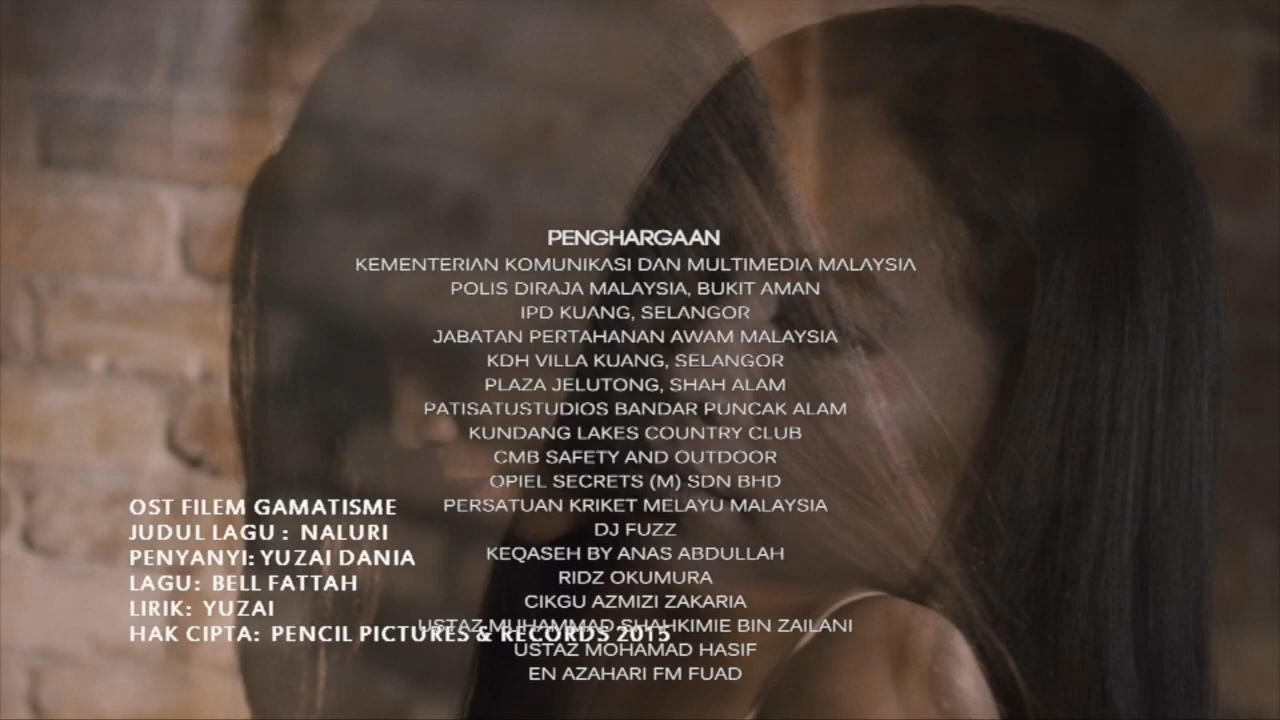 PENGHARGAAN
KEMENTERIAN KOMUNIKASI DAN MULTIMEDIA MALAYSIA
POLIS DIRAJA MALAYSIA, BUKIT AMAN
IPD KUANG, SELANGOR
JABATAN PERTAHANAN AWAM MALAYSIA
KDH VILLA KUANG, SELANGOR
PLAZA JELUTONG, SHAH ALAM
PATISATUSTUDIOS BANDAR PUNCAK ALAM
KUNDANG LAKES COUNTRY CLUB
CMB SAFETY AND OUTDOOR
OPIEL SECRETS (M) SDN BHD
PERSATUAN KRIKET MELAYU MALAYSIA
DJ FUZZ
KEQASEH BY ANAS ABDULLAH
RIDZ OKUMURA
CIKGU AZMIZI ZAKARIA
USTAZ MUHAMMAD SHAHKIMIE BIN ZAILANI
USTAZ MOHAMAD HASIF
EN AZAHARI FM FUAD
OST FILEM GAMATISME
JUDUL LAGU : NALURI
PENYANYI: YUZAI DANIA
LAGU: BELL FATTAH
LIRIK: YUZAI
HAK CIPTA: PENCIL PICTURES & RECORDS 2015